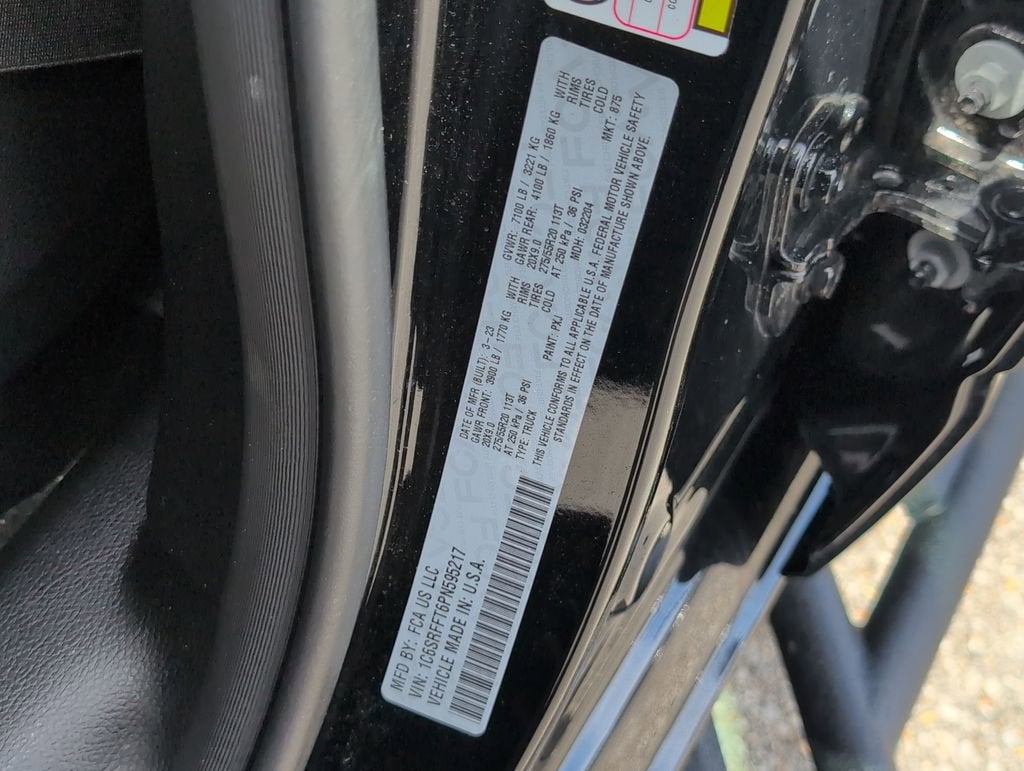 MFD BY: FCA US LLC
VIN: 1C6SRFFT6PN595217
VEHICLE MADE IN: U.S.A.
DATE OF MFR (BUILT): 3-23 GVWR: 7100 LB / 3221 KG
GAWR FRONT: 3900 LB / 1770 KG WITH GAWR REAR: 4100 LB / 1860 KG WITH
20X9.0 RIMS 20X9.0 RIMS
275/55R20 113T TIRES 275/55R20 113T TIRES
AT 250 kPa / 36 PSI COLD AT 250 kPa / 36 PSI COLD
TYPE: TRUCK PAINT: PXJ MDH: 032204 MKT: 875
THIS VEHICLE CONFORMS TO ALL APPLICABLE U.S.A. FEDERAL MOTOR VEHICLE SAFETY
STANDARDS IN EFFECT ON THE DATE OF MANUFACTURE SHOWN ABOVE.